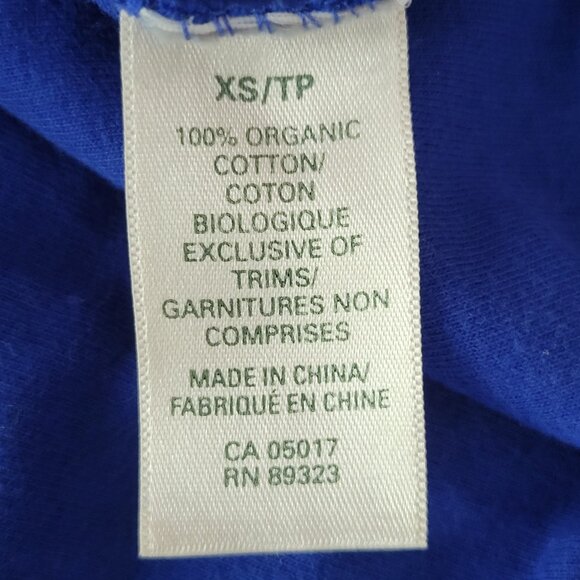 XS/TP
100% ORGANIC
COTTON/
COTON
BIOLOGIQUE
EXCLUSIVE OF
TRIMS/
GARNITURES NON
COMPRISES
MADE IN CHINA/
FABRIQUÉ EN CHINE
CA 05017
RN 89323